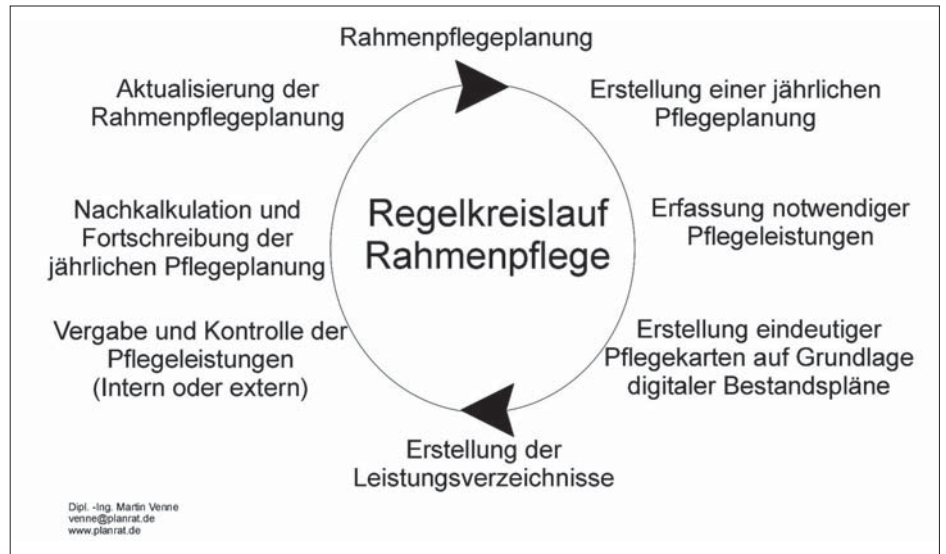 Rahmenpflegeplanung
Erstellung einer jährlichen
Pflegeplanung
Erfassung notwendiger
Pflegeleistungen
Erstellung eindeutiger
Pflegekarten auf Grundlage
digitaler Bestandspläne
Erstellung der
Leistungsverzeichnisse
Vergabe und Kontrolle der
Pflegeleistungen
(Intern oder extern)
Nachkalkulation und
Fortschreibung der
jährlichen Pflegeplanung
Aktualisierung der
Rahmenpflegeplanung
Regelkreislauf
Rahmenpflege
Dipl. -Ing. Martin Venne
venne@planrat.de
www.planrat.de